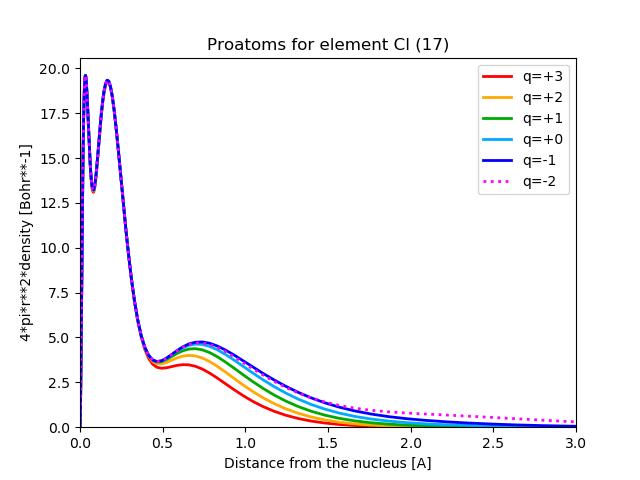 Proatoms for element Cl (17)
4*pi*r**2*density [Bohr**-1]
20.0
17.5
15.0
12.5
10.0
7.5
5.0
2.5
0.0
q=+3
q=+2
q=+1
q=+0
q=-1
q=-2
0.0 0.5 1.0 1.5 2.0 2.5 3.0
Distance from the nucleus [A]